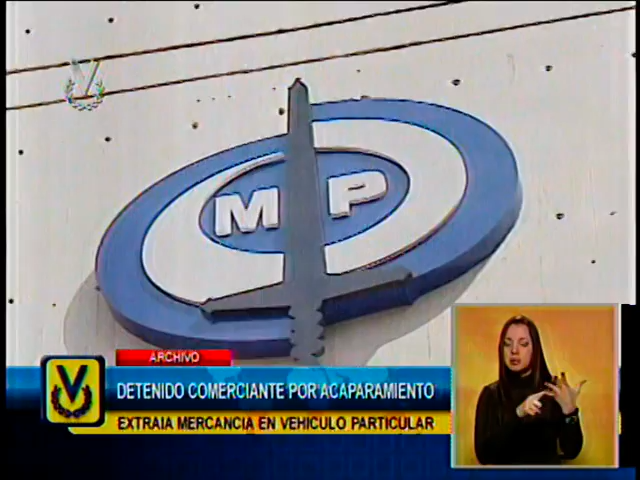 V
MP
ARCHIVO
V
DETENIDO COMERCIANTE POR ACAPARAMIENTO
EXTRAIA MERCANCIA EN VEHICULO PARTICULAR